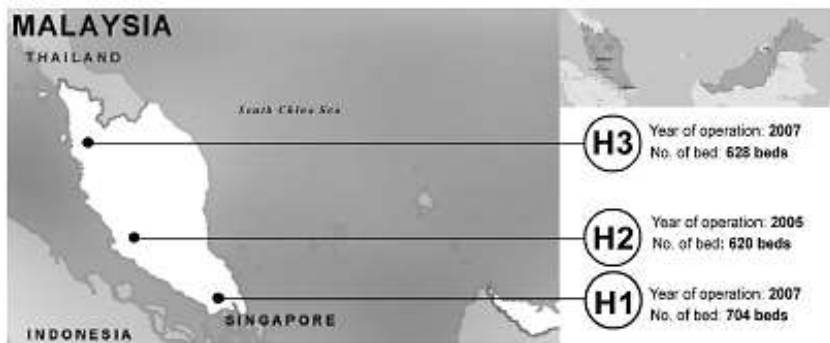 MALAYSIA
THAILAND
South China Sea
H3
Year of operation: 2007
No. of bed: 628 beds
H2
Year of operation: 2005
No. of bed: 620 beds
H1
Year of operation: 2007
No. of bed: 704 beds
SINGAPORE
INDONESIA